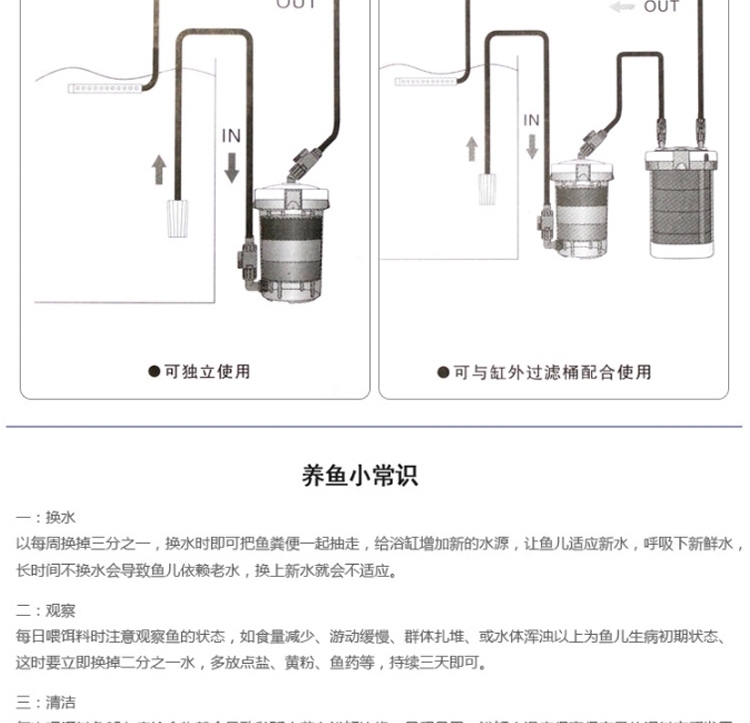 OUT
OUT
IN
IN
●可独立使用
●可与缸外过滤桶配合使用
养鱼小常识
一：换水
以每周换掉三分之一，换水时即可把鱼粪便一起抽走，给浴缸增加新的水源，让鱼儿适应新水，呼吸下新鲜水，
长时间不换水会导致鱼儿依赖老水，换上新水就会不适应。
二：观察
每日喂饵料时注意观察鱼的状态，如食量减少、游动缓慢、群体扎堆、或水体浑浊以上为鱼儿生病初期状态、
这时要立即换掉二分之一水，多放点盐、黄粉、鱼药等，持续三天即可。
三：清洁